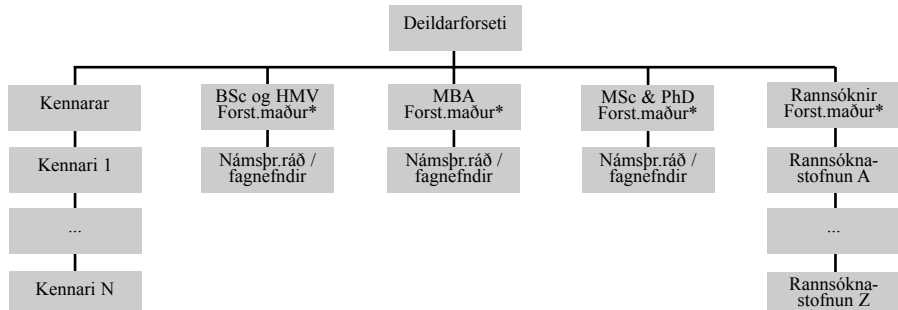 Deildarforseti
Kennarar
BSc og HMV
Forst.maður*
MBA
Forst.maður*
MSc & PhD
Forst.maður*
Rannsóknir
Forst.maður*
Kennari 1
Námsþr.ráð /
fagnefndir
Námsþr.ráð /
fagnefndir
Námsþr.ráð /
fagnefndir
Rannsókna-
stofnun A
...
...
Kennari N
Rannsókna-
stofnun Z